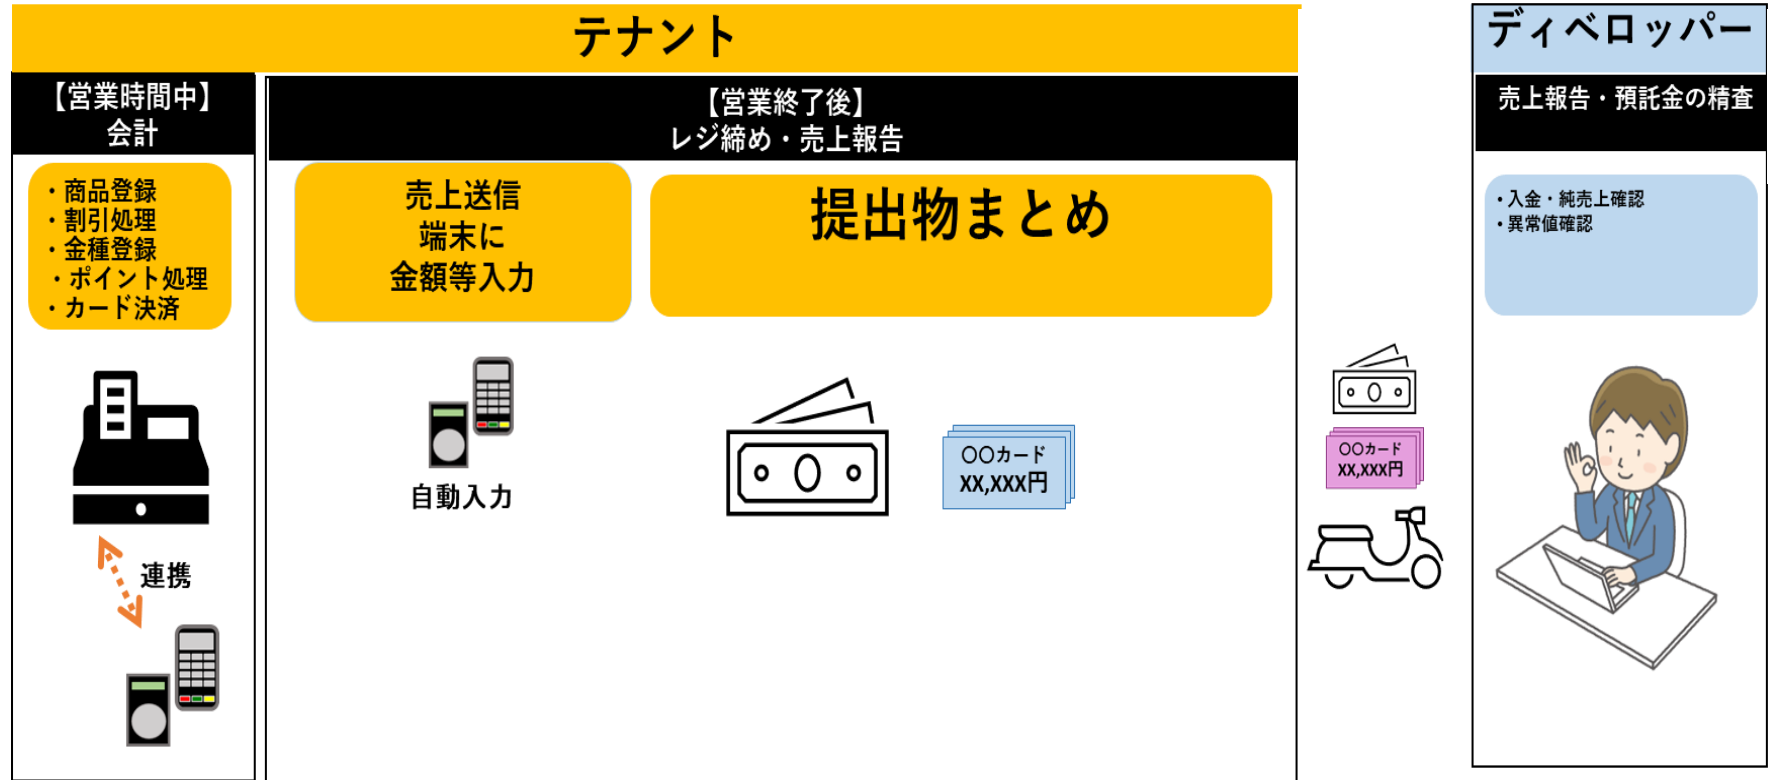 テナント
【営業時間中】
会計
・商品登録
・割引処理
・金種登録
・ポイント処理
・カード決済
連携
【営業終了後】
レジ締め・売上報告
売上送信
端末に
金額等入力
自動入力
提出物まとめ
〇〇カード
XX,XXX円
〇〇カード
XX,XXX円
ディベロッパー
売上報告・預託金の精査
・入金・純売上確認
・異常値確認